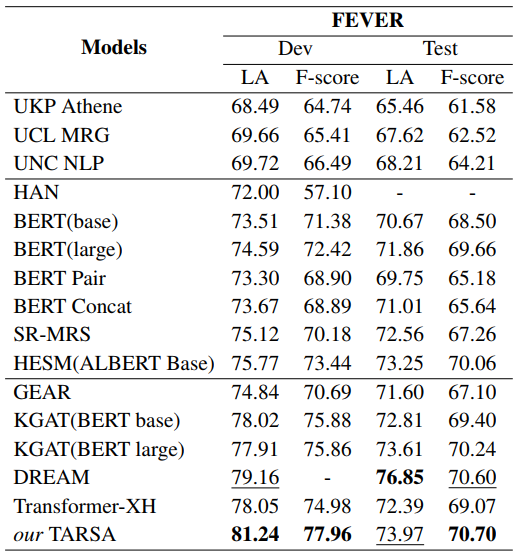 FEVER
Models
Dev Test
LA F-score LA F-score
UKP Athene 68.49 64.74 65.46 61.58
UCL MRG 69.66 65.41 67.62 62.52
UNC NLP 69.72 66.49 68.21 64.21
HAN 72.00 57.10 - -
BERT(base) 73.51 71.38 70.67 68.50
BERT(large) 74.59 72.42 71.86 69.66
BERT Pair 73.30 68.90 69.75 65.18
BERT Concat 73.67 68.89 71.01 65.64
SR-MRS 75.12 70.18 72.56 67.26
HESM(ALBERT Base) 75.77 73.44 73.25 70.06
GEAR 74.84 70.69 71.60 67.10
KGAT(BERT base) 78.02 75.88 72.81 69.40
KGAT(BERT large) 77.91 75.86 73.61 70.24
DREAM 79.16 - 76.85 70.60
Transformer-XH 78.05 74.98 72.39 69.07
our TARSA 81.24 77.96 73.97 70.70